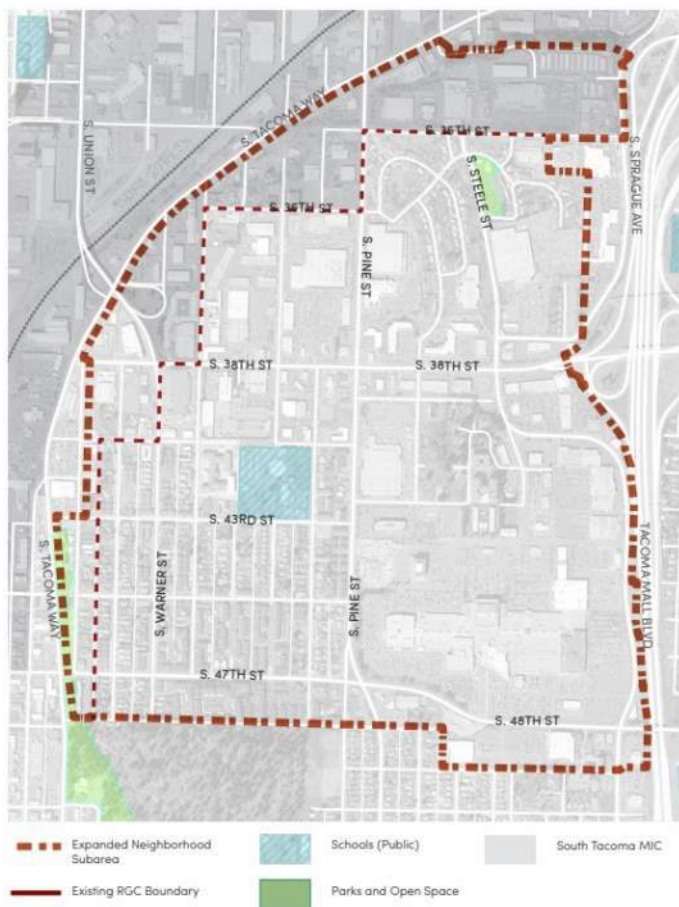 S. TACOMA WAY
S. UNION ST
S. 35TH ST
S. SPRAGUE AVE
S. STEELE ST
S. 36TH ST
S. PINE ST
S. 38TH ST
S. 38TH ST
S. 43RD ST
S. TACOMA WAY
S. WARNER ST
S. PINE ST
TACOMA MALL BLVD
S. 47TH ST
S. 48TH ST
Expanded Neighborhood
Subarea
Schools (Public)
South Tacoma MIC
Existing RGC Boundary
Parks and Open Space